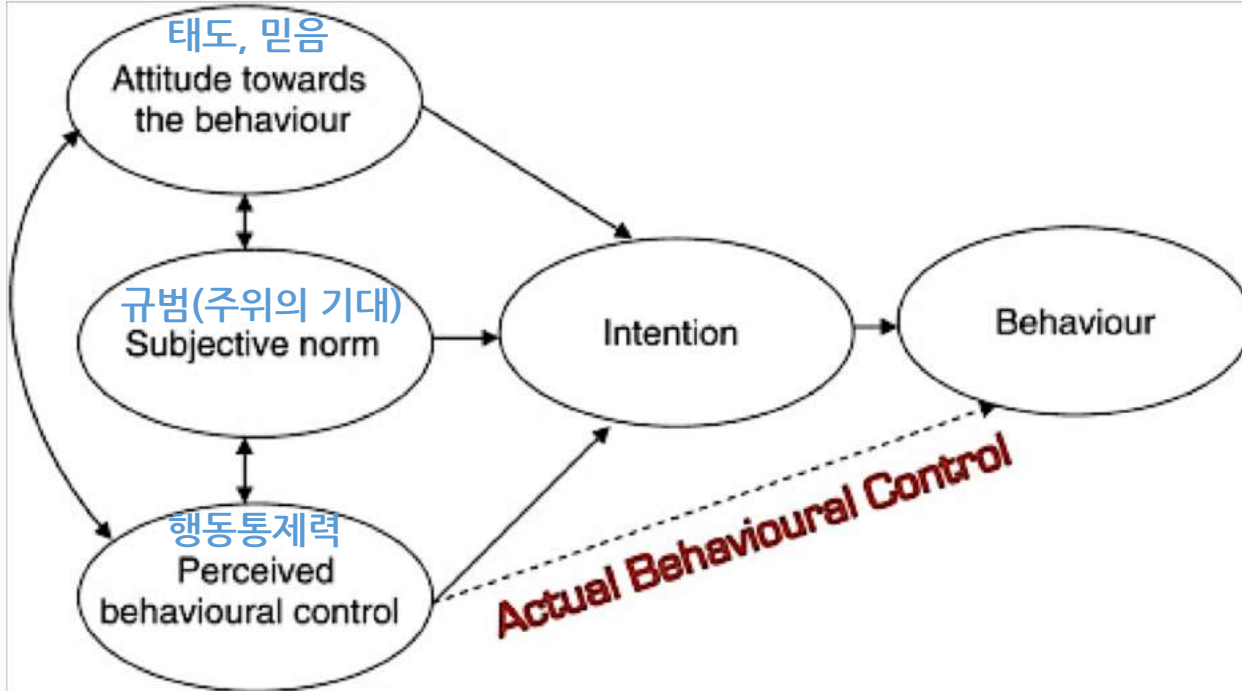 태도, 믿음
Attitude towards
the behaviour
규범(주위의 기대)
Subjective norm
행동통제력
Perceived
behavioural control
Intention
Behaviour
Actual Behavioural Control